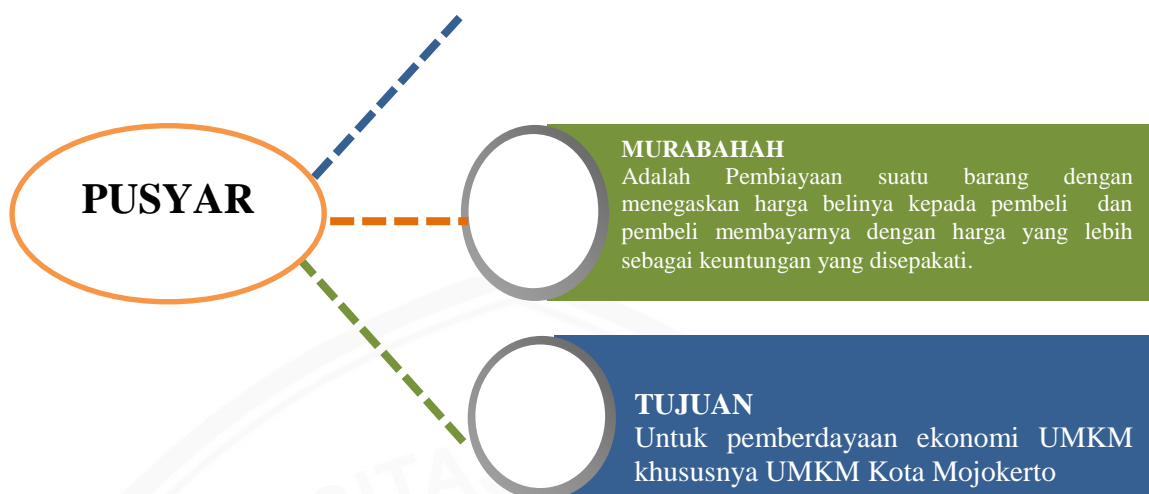 PUSYAR
MURABAHAH
Adalah Pembiayaan suatu barang dengan
menegaskan harga belinya kepada pembeli dan
pembeli membayarnya dengan harga yang lebih
sebagai keuntungan yang disepakati.
TUJUAN
Untuk pemberdayaan ekonomi UMKM
khususnya UMKM Kota Mojokerto